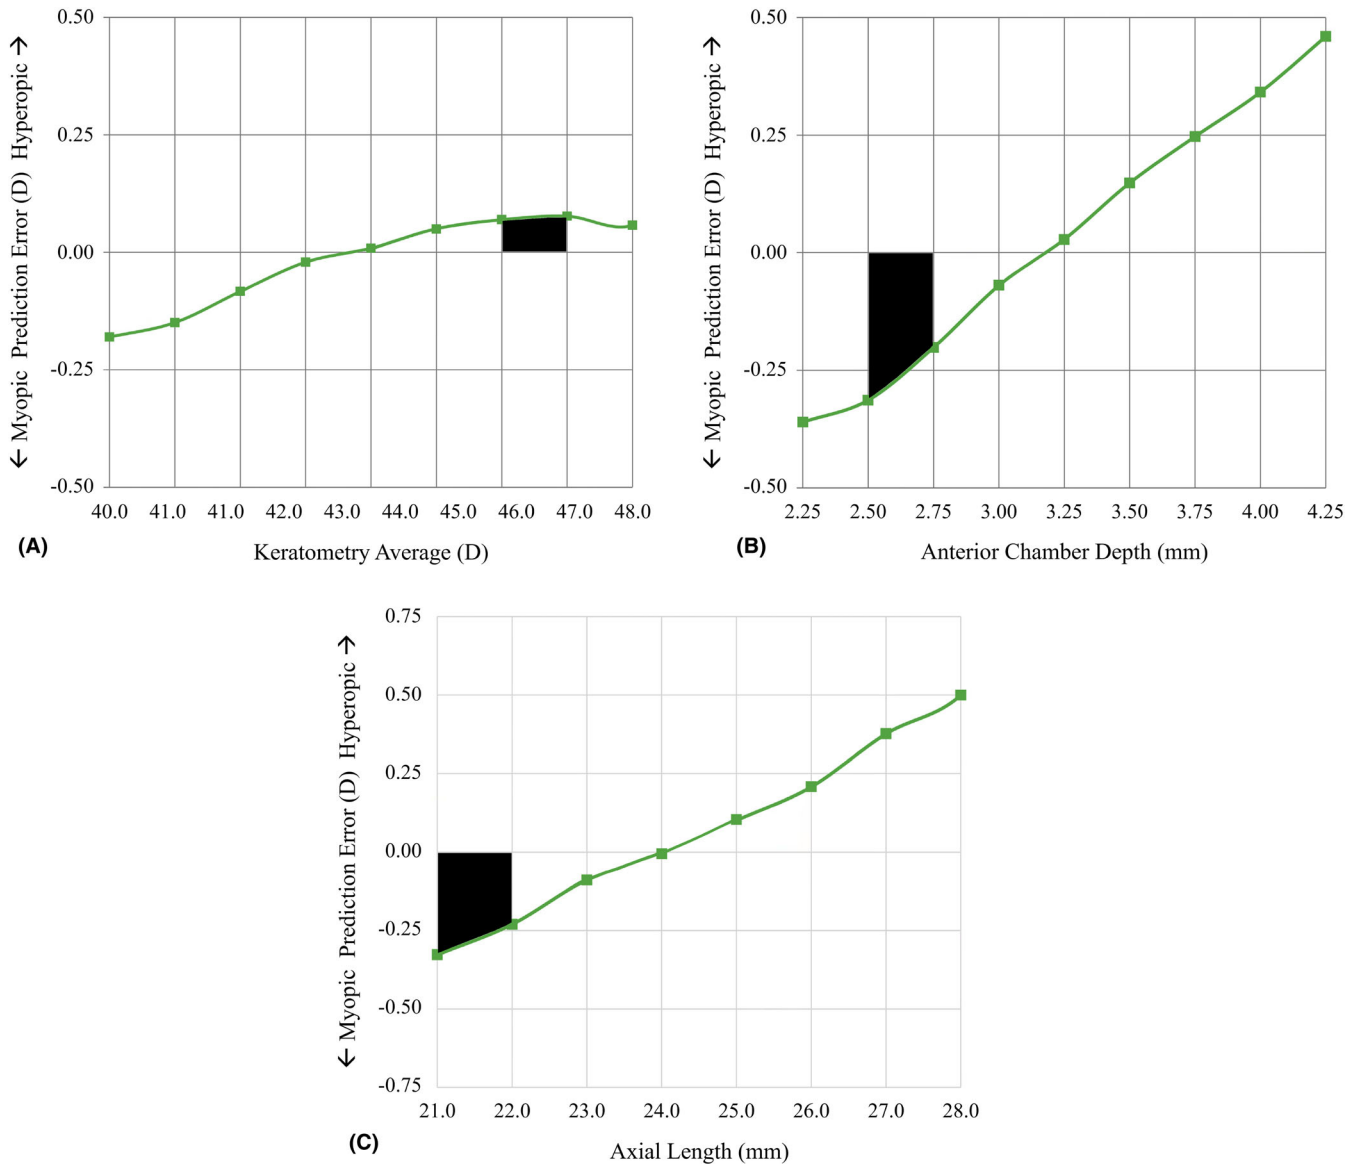 0.50
0.25
0.00
-0.25
-0.50
← Myopic Prediction Error (D) Hyperopic →
40.0 41.0 41.0 42.0 43.0 44.0 45.0 46.0 47.0 48.0
(A)
Keratometry Average (D)
0.50
0.25
0.00
-0.25
-0.50
← Myopic Prediction Error (D) Hyperopic →
2.25 2.50 2.75 3.00 3.25 3.50 3.75 4.00 4.25
(B)
Anterior Chamber Depth (mm)
0.75
0.50
0.25
0.00
-0.25
-0.50
-0.75
← Myopic Prediction Error (D) Hyperopic →
21.0 22.0 23.0 24.0 25.0 26.0 27.0 28.0
(C)
Axial Length (mm)